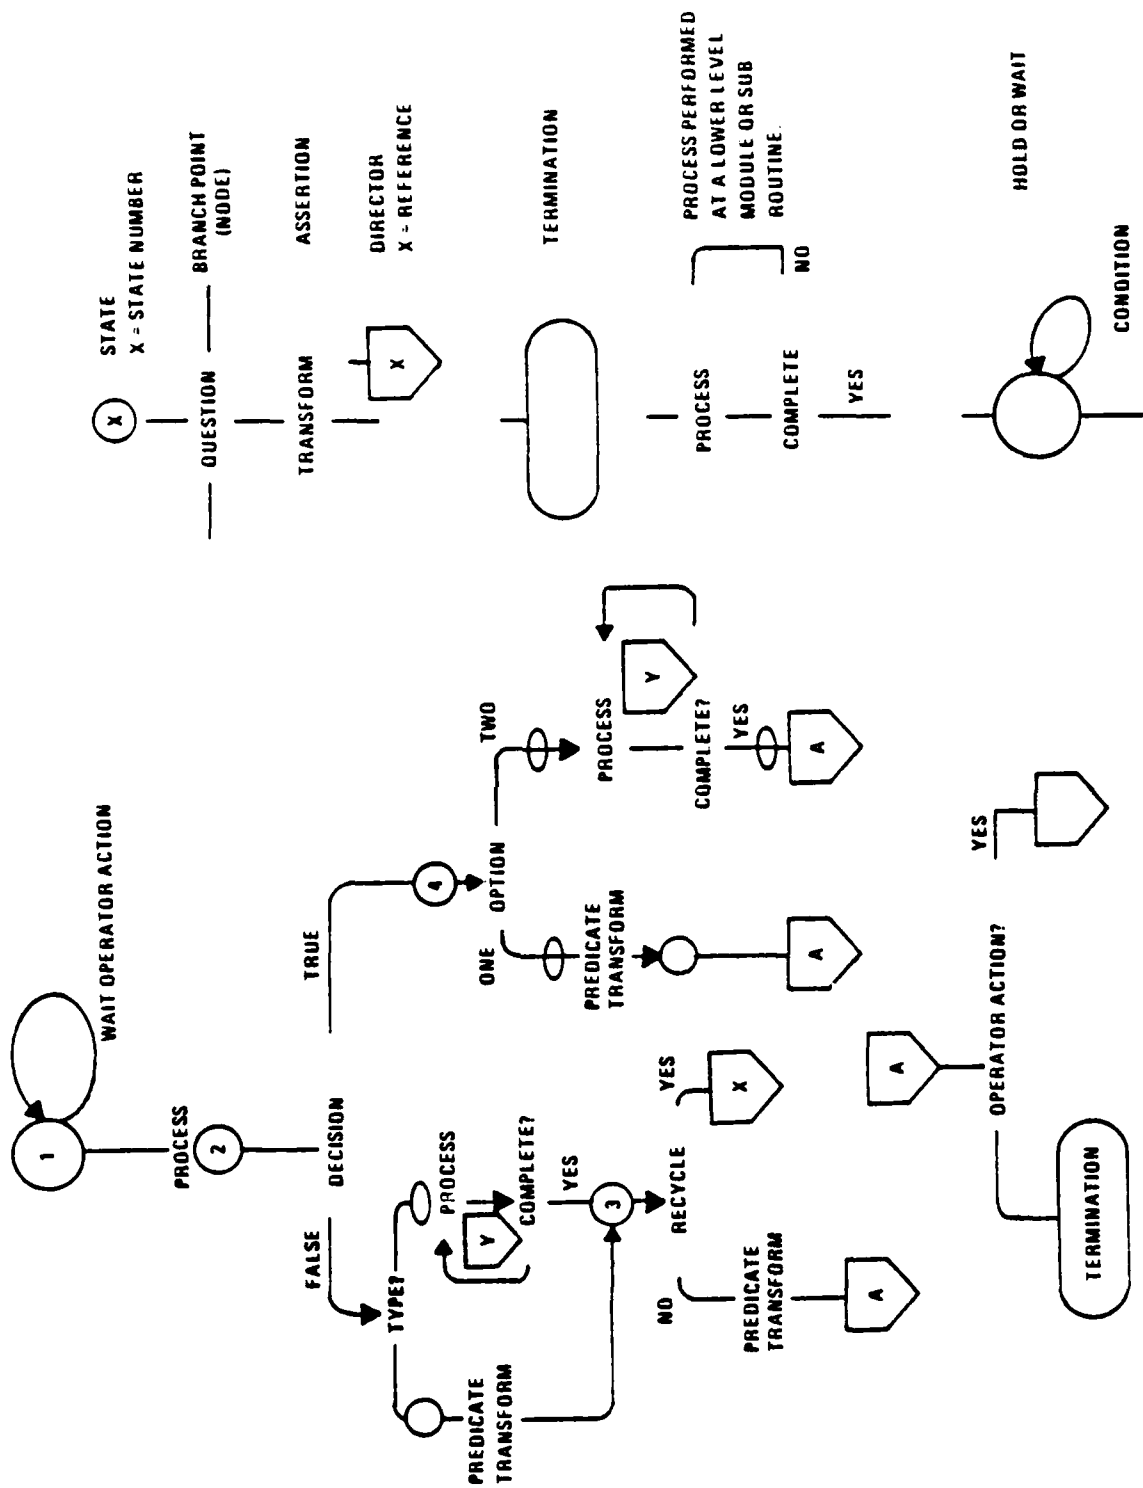 1
WAIT OPERATOR ACTION
PROCESS
2
DECISION
FALSE
TRUE
TYPE?
PREDICATE
TRANSFORM
PROCESS
Y
COMPLETE?
YES
3
RECYCLE
NO
YES
PREDICATE
TRANSFORM
X
A
4
OPTION
ONE
TWO
PREDICATE
TRANSFORM
A
PROCESS
Y
COMPLETE?
YES
A
A
OPERATOR ACTION?
YES
TERMINATION
X
STATE
X = STATE NUMBER
QUESTION
BRANCH POINT
(NODE)
TRANSFORM
ASSERTION
X
DIRECTOR
X = REFERENCE
TERMINATION
PROCESS
COMPLETE
YES
NO
PROCESS PERFORMED
AT A LOWER LEVEL
MODULE OR SUB
ROUTINE.
CONDITION
HOLD OR WAIT